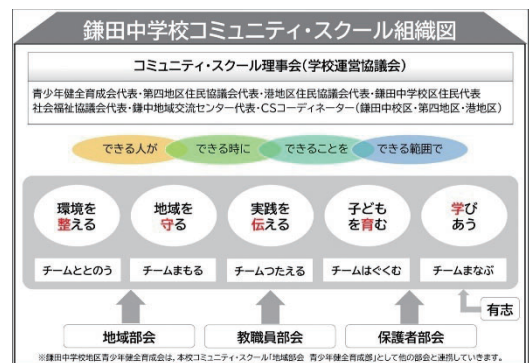 鎌田中学校コミュニティ・スクール組織図
コミュニティ・スクール理事会(学校運営協議会)
青少年健全育成会代表・第四地区住民協議会代表・港地区住民協議会代表・鎌田中学校区住民代表
社会福祉協議会代表・鎌中地域交流センター代表・CSコーディネーター(鎌田中校区・第四地区・港地区)
できる人が できる時に できることを できる範囲で
環境を
整える
地域を
守る
実践を
伝える
子ども
を育む
学び
あう
チームととのう チームまもる チームつたえる チームはぐくむ チームまなぶ
有志
地域部会 教職員部会 保護者部会
※鎌田中学校地区青少年健全育成会は、本校コミュニティ・スクール「地域部会 青少年健全育成部」として他の部会と連携していきます。